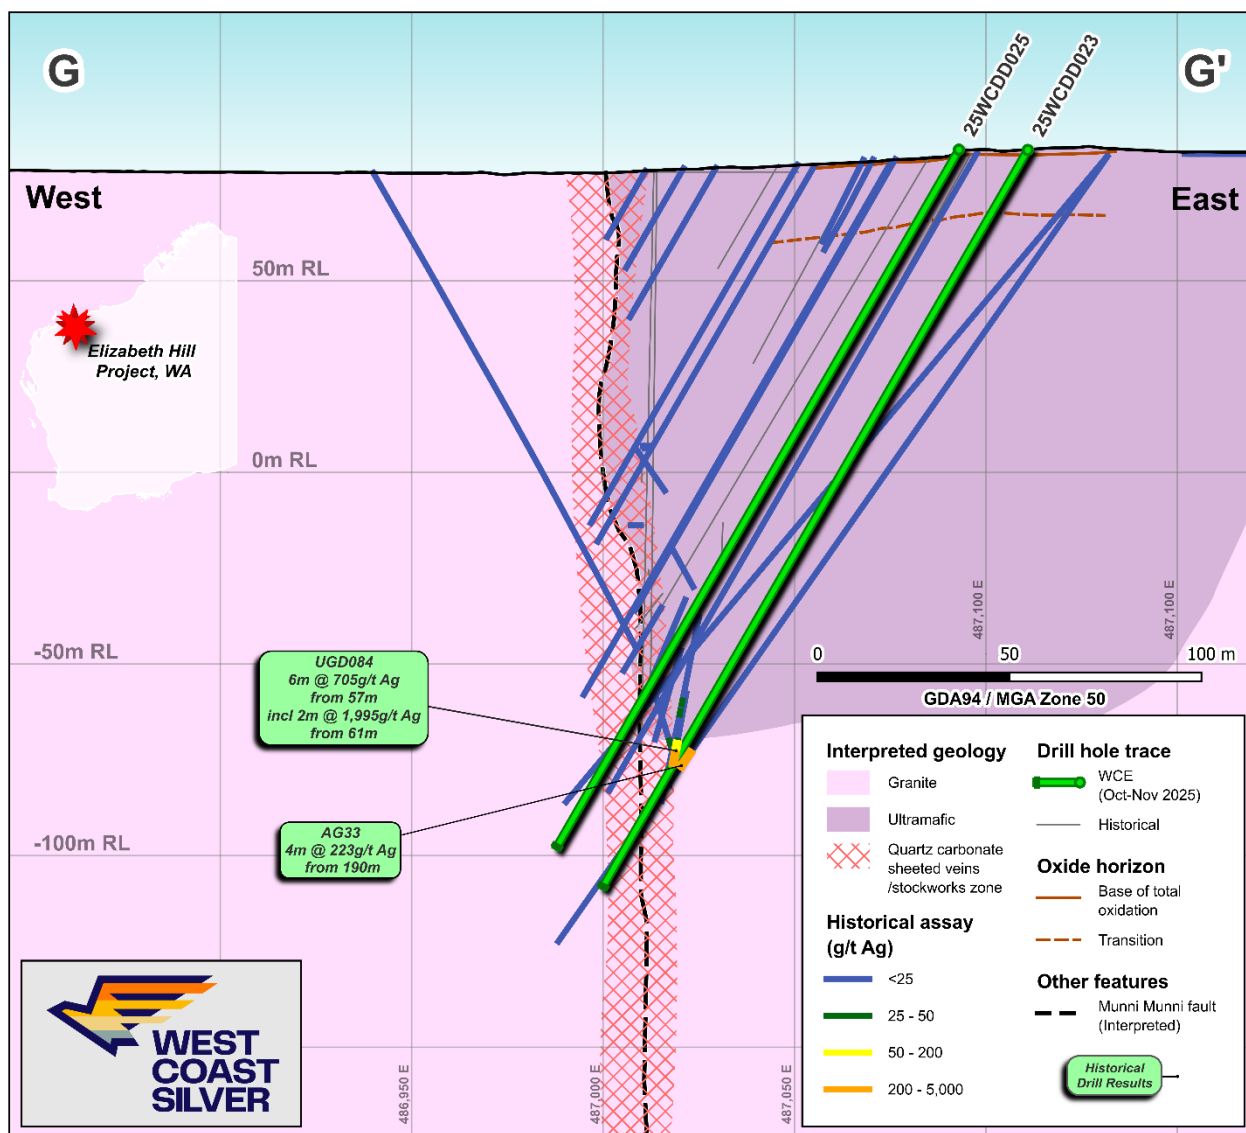 G
G'
25WCDD025
25WCDD023
West
East
50m RL
Elizabeth Hill
Project, WA
0m RL
-50m RL
UGD084
6m @ 705g/t Ag
from 57m
incl 2m @ 1,995g/t Ag
from 61m
AG33
4m @ 223g/t Ag
from 190m
-100m RL
486,950 E
487,000 E
487,050 E
487,100 E
487,100 E
0
50
100 m
GDA94 / MGA Zone 50
Interpreted geology
Granite
Ultramafic
Quartz carbonate
sheeted veins
/stockworks zone
Historical assay
(g/t Ag)
<25
25 - 50
50 - 200
200 - 5,000
Drill hole trace
WCE
(Oct-Nov 2025)
Historical
Oxide horizon
Base of total
oxidation
Transition
Other features
Munni Munni fault
(Interpreted)
Historical
Drill Results
WEST
COAST
SILVER